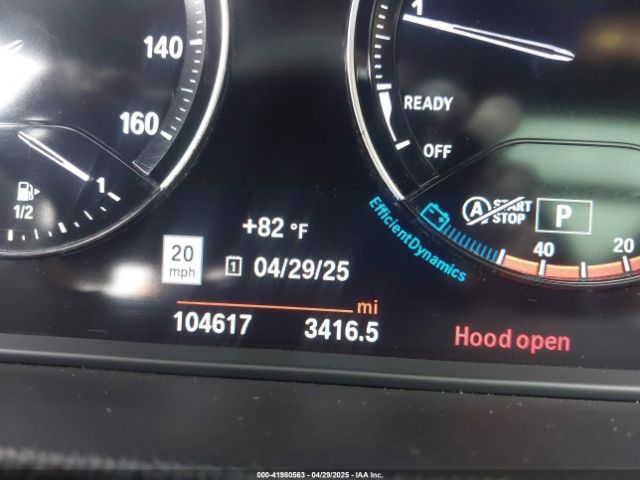 140
160
1/2
1
1
READY
OFF
A START
STOP
P
EfficientDynamics
40
20
+82 °F
20
mph
1
04/29/25
mi
104617
3416.5
Hood open
000-41980563 - 04/29/2025 - IAA Inc.